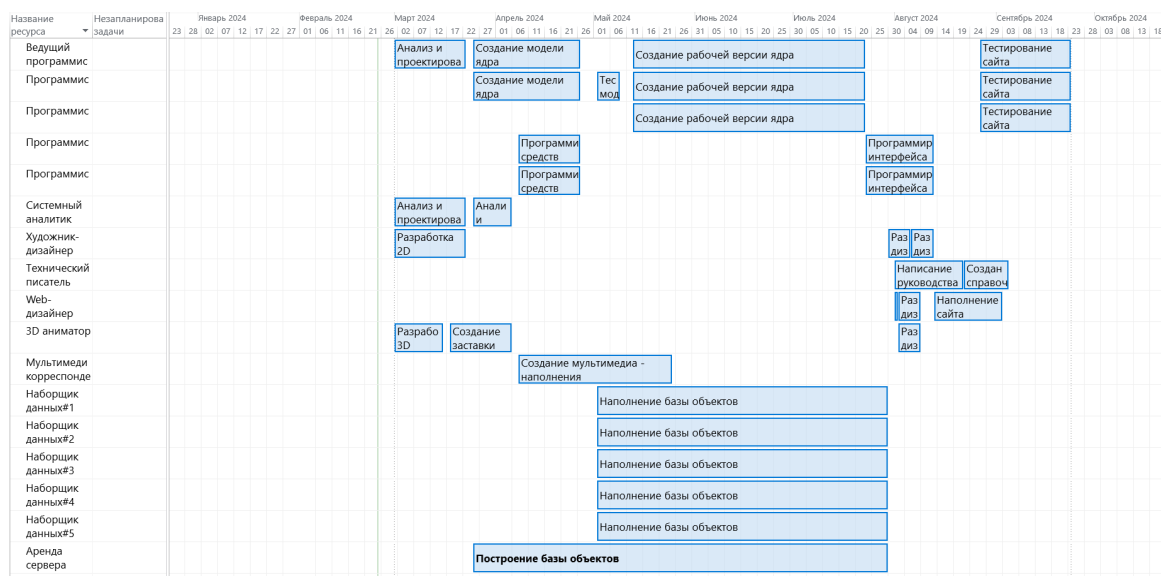 Название Незапланирова Январь 2024 Февраль 2024 Март 2024 Апрель 2024 Май 2024 Июнь 2024 Июль 2024 Август 2024 Сентябрь 2024 Октябрь 2024
ресурса задачи 23 28 02 07 12 17 22 27 01 06 11 16 21 26 02 07 12 17 22 27 01 06 11 16 21 26 01 06 11 16 21 26 31 05 10 15 20 25 30 05 10 15 20 25 30 04 09 14 19 24 29 03 08 13 18 23 28 03 08 13 18
Ведущий Анализ и Создание модели Тестирование
программис проектирова ядра Создание рабочей версии ядра сайта
Программис Создание модели Тес Тестирование
ядра мод Создание рабочей версии ядра сайта
Программис Тестирование
Создание рабочей версии ядра сайта
Программис Программи Программир
средств интерфейса
Программис Программи Программир
средств интерфейса
Системный Анализ и Анали
аналитик проектирова и
Художник- Разработка Раз Раз
дизайнер 2D диз диз
Технический Написание Создан
писатель руководства справоч
Web- Раз Наполнение
дизайнер диз сайта
3D аниматор Разрабо Создание Раз
3D заставки диз
Мультимеди Создание мультимедиа -
корреспонде наполнения
Наборщик
данных#1 Наполнение базы объектов
Наборщик
данных#2 Наполнение базы объектов
Наборщик
данных#3 Наполнение базы объектов
Наборщик
данных#4 Наполнение базы объектов
Наборщик
данных#5 Наполнение базы объектов
Аренда
сервера Построение базы объектов